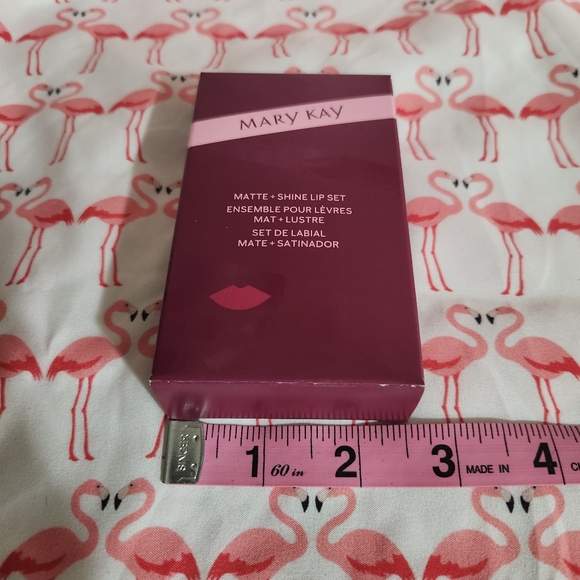 MARY KAY
MATTE + SHINE LIP SET
ENSEMBLE POUR LÈVRES
MAT + LUSTRE
SET DE LABIAL
MATE + SATINADOR
SINGER 1 60 in 2 3 MADE IN 4